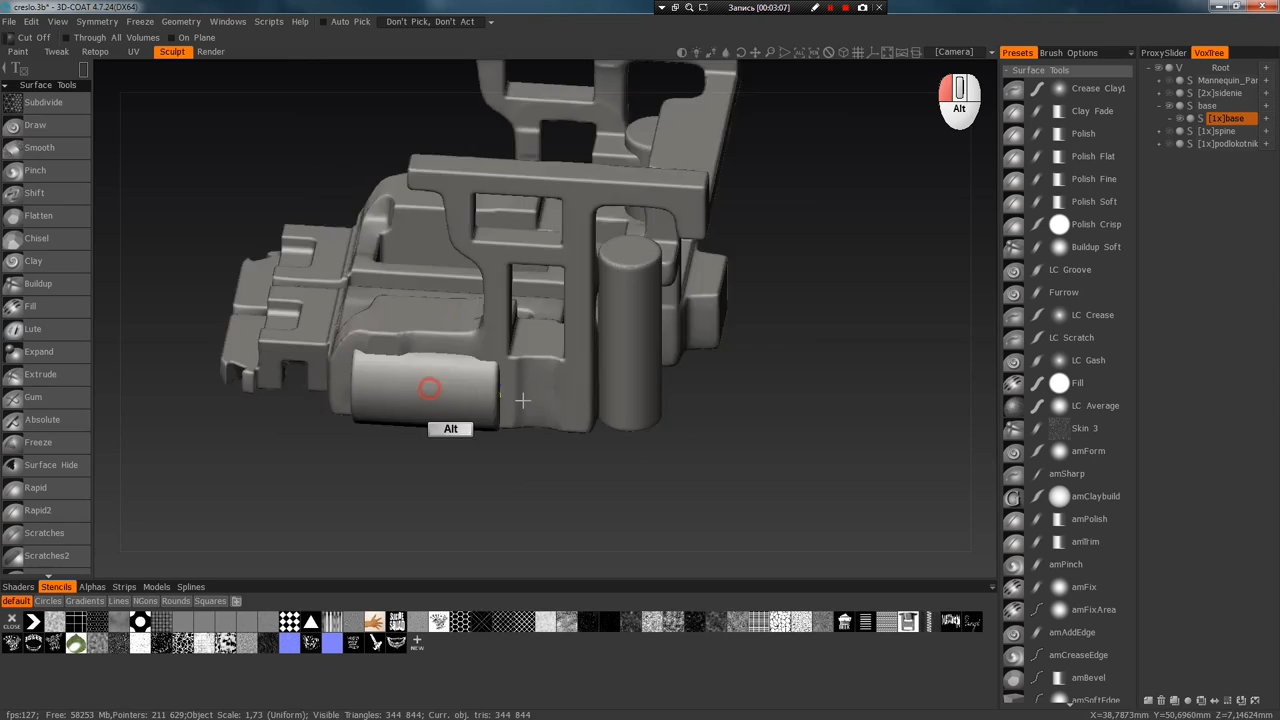 creslo.3b* - 3D-COAT 4.7.24(DX64)
Запись [00:03:07]
File Edit View Symmetry Freeze Geometry Windows Scripts Help Auto Pick Don't Pick, Don't Act
Cut Off Through All Volumes On Plane
Paint Tweak Retopo UV Sculpt Render [Camera] Presets Brush Options ProxySlider VoxTree
Surface Tools
Subdivide
Draw
Smooth
Pinch
Shift
Flatten
Chisel
Clay
Buildup
Fill
Lute
Expand
Extrude
Gum
Absolute
Freeze
Surface Hide
Rapid
Rapid2
Scratches
Scratches2
Alt
Alt
Surface Tools
Crease Clay1
Clay Fade
Polish
Polish Flat
Polish Fine
Polish Soft
Polish Crisp
Buildup Soft
LC Groove
Furrow
LC Crease
LC Scratch
LC Gash
Fill
LC Average
Skin 3
amForm
amSharp
amClaybuild
amPolish
amTrim
amPinch
amFix
amFixArea
amAddEdge
amCreaseEdge
amBevel
amSoftEdge
V Root +
Mannequin_Par +
S [2x]sidenie +
S base +
S [1x]base +
S [1x]spine +
S [1x]podlokotnik +
Shaders Stencils Alphas Strips Models Splines
default Circles Gradients Lines NGons Rounds Squares
CLOSE
NEW
fps:127; Free: 58253 Mb,Pointers: 211 629;Object Scale: 1,73 (Uniform); Visible Triangles: 344 844; Curr. obj. tris: 344 844
X=38,7873mm Y=50,6960mm Z=7,14624mm